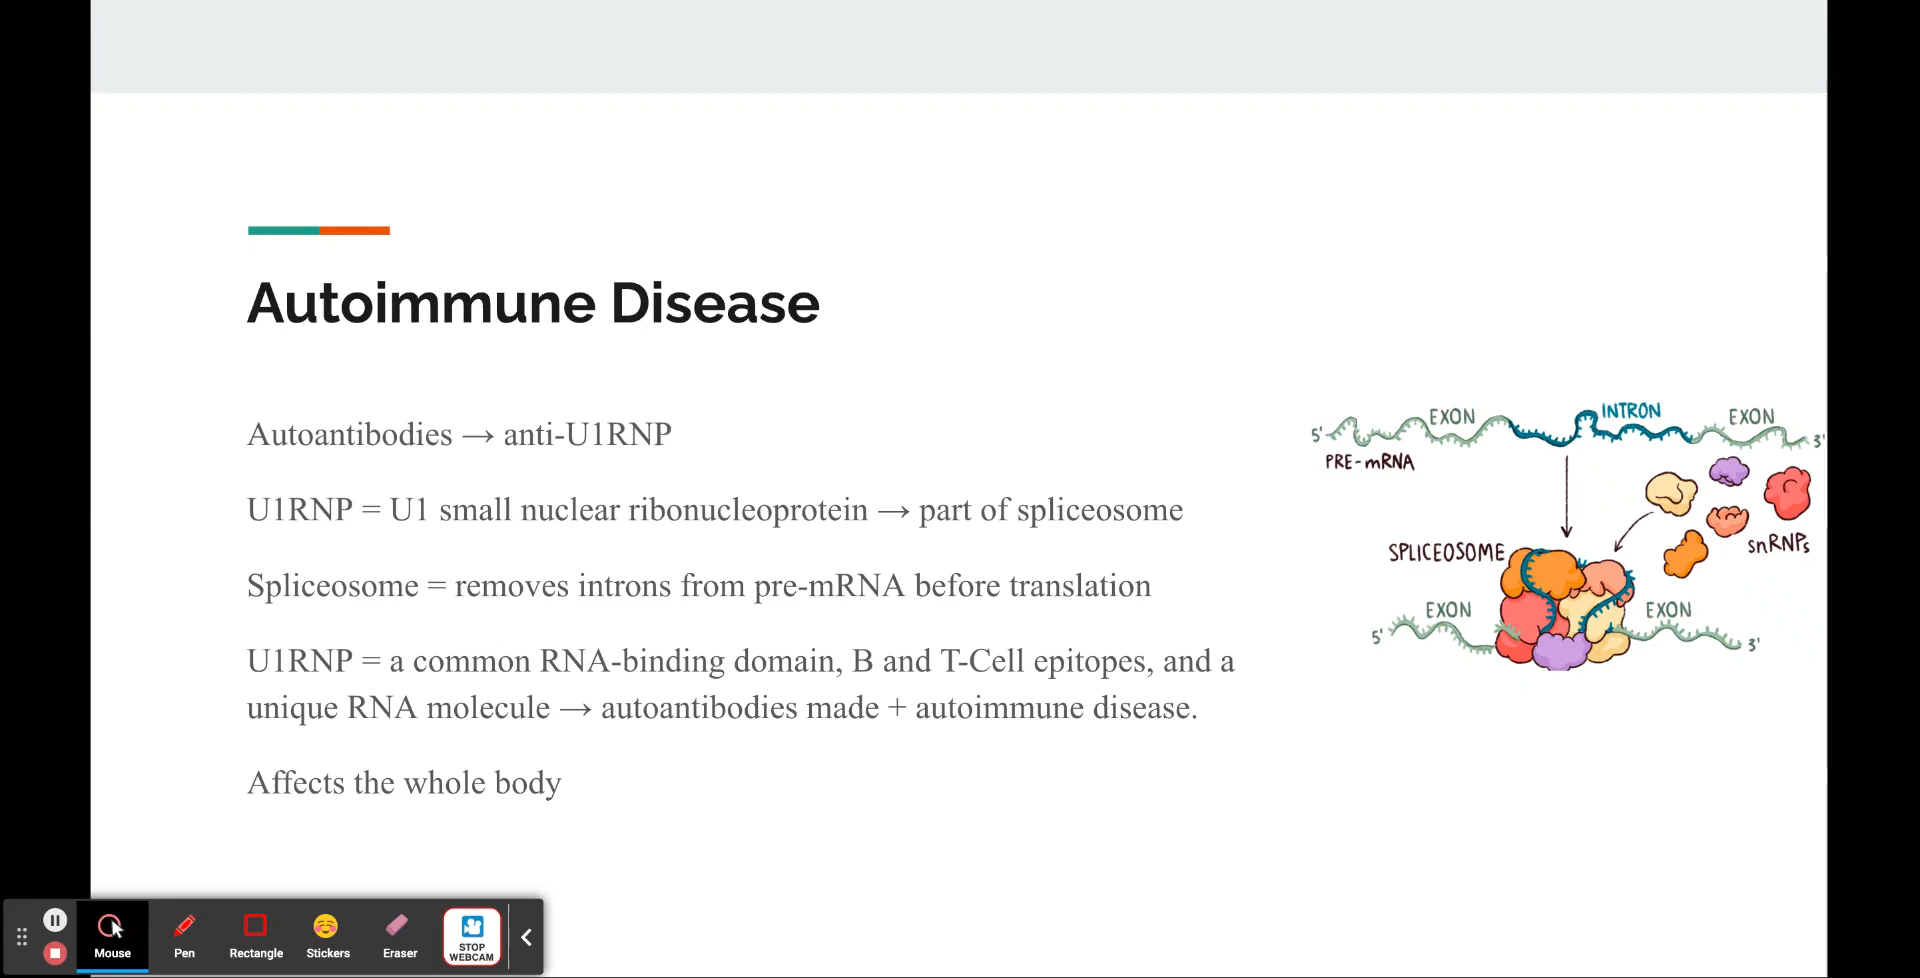 Autoimmune Disease
Autoantibodies → anti-U1RNP
U1RNP = U1 small nuclear ribonucleoprotein → part of spliceosome
Spliceosome = removes introns from pre-mRNA before translation
U1RNP = a common RNA-binding domain, B and T-Cell epitopes, and a
unique RNA molecule → autoantibodies made + autoimmune disease.
Affects the whole body
EXON INTRON EXON
5' 3'
PRE-mRNA
snRNPs
SPLICEOSOME
EXON EXON
5' 3'
Mouse
Pen
Rectangle
Stickers
Eraser
STOP
WEBCAM